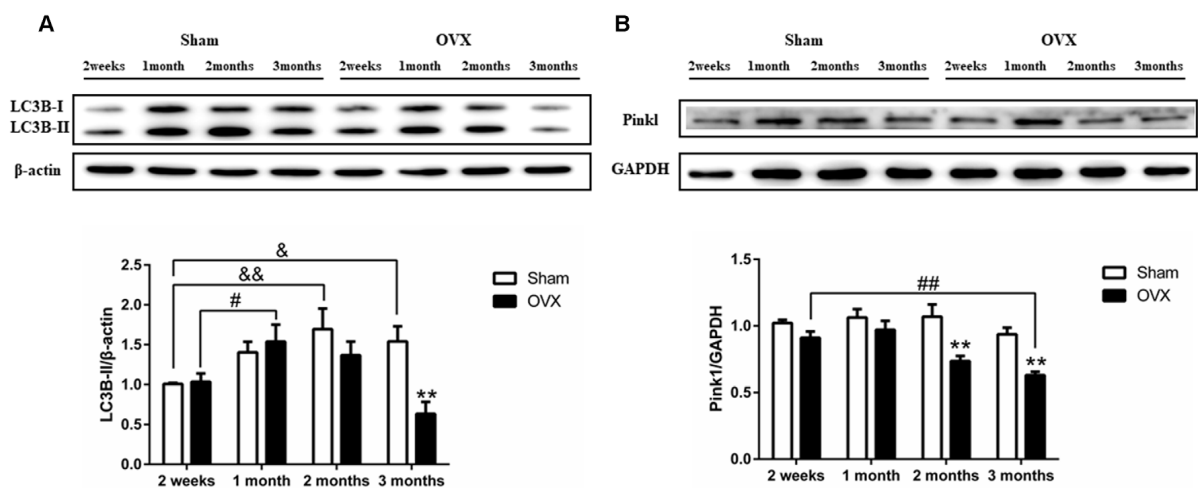 A
Sham OVX
2weeks 1month 2months 3months 2weeks 1month 2months 3months
LC3B-I
LC3B-II
β-actin
&
&&
#
**
Sham
OVX
LC3B-II/β-actin
2.5
2.0
1.5
1.0
0.5
0.0
2 weeks 1 month 2 months 3 months
B
Sham OVX
2weeks 1month 2months 3months 2weeks 1month 2months 3months
Pinkl
GAPDH
##
** **
Sham
OVX
Pink1/GAPDH
1.5
1.0
0.5
0.0
2 weeks 1 month 2 months 3 months